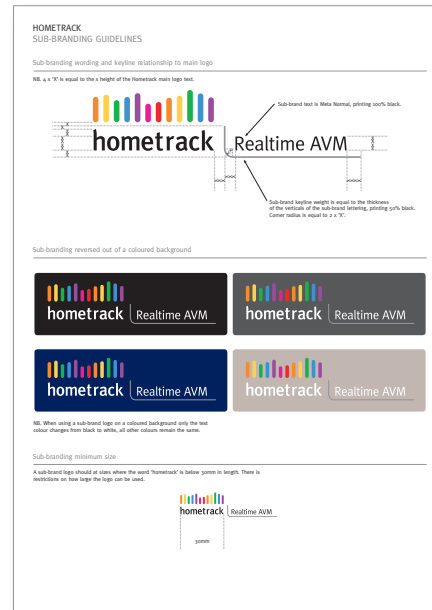 HOMETRACK
SUB-BRANDING GUIDELINES
Sub-branding wording and keyline relationship to main logo
NB. 4 x 'X' is equal to the x height of the Hometrack main logo text.
Sub-brand text is Meta Normal, printing 100% black.
hometrack Realtime AVM
Sub-brand keyline weight is equal to the thickness
of the verticals of the sub-brand lettering, printing 50% black.
Corner radius is equal to 2 x 'X'.
Sub-branding reversed out of a coloured background
hometrack Realtime AVM
hometrack Realtime AVM
hometrack Realtime AVM
hometrack Realtime AVM
NB. When using a sub-brand logo on a coloured background only the text
colour changes from black to white, all other colours remain the same.
Sub-branding minimum size
A sub-brand logo should at sizes where the word 'hometrack' is below 30mm in length. There is
restrictions on how large the logo can be used.
hometrack Realtime AVM
30mm